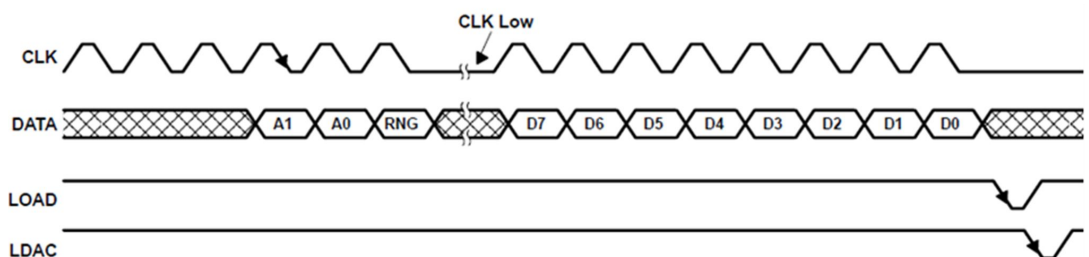 CLK Low
CLK
DATA A1 A0 RNG D7 D6 D5 D4 D3 D2 D1 D0
LOAD
LDAC